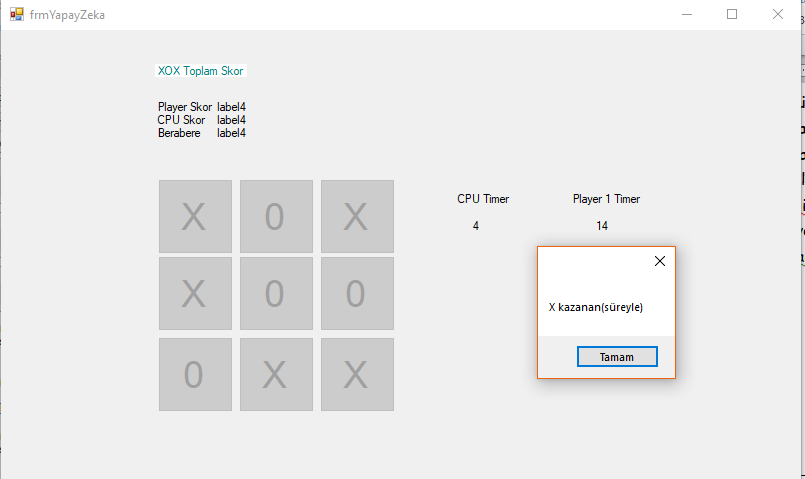 frmYapayZeka
XOX Toplam Skor
Player Skor label4
CPU Skor label4
Berabere label4
X 0 X
X 0 0
0 X X
CPU Timer Player 1 Timer
4 14
X kazanan(süreyle)
Tamam